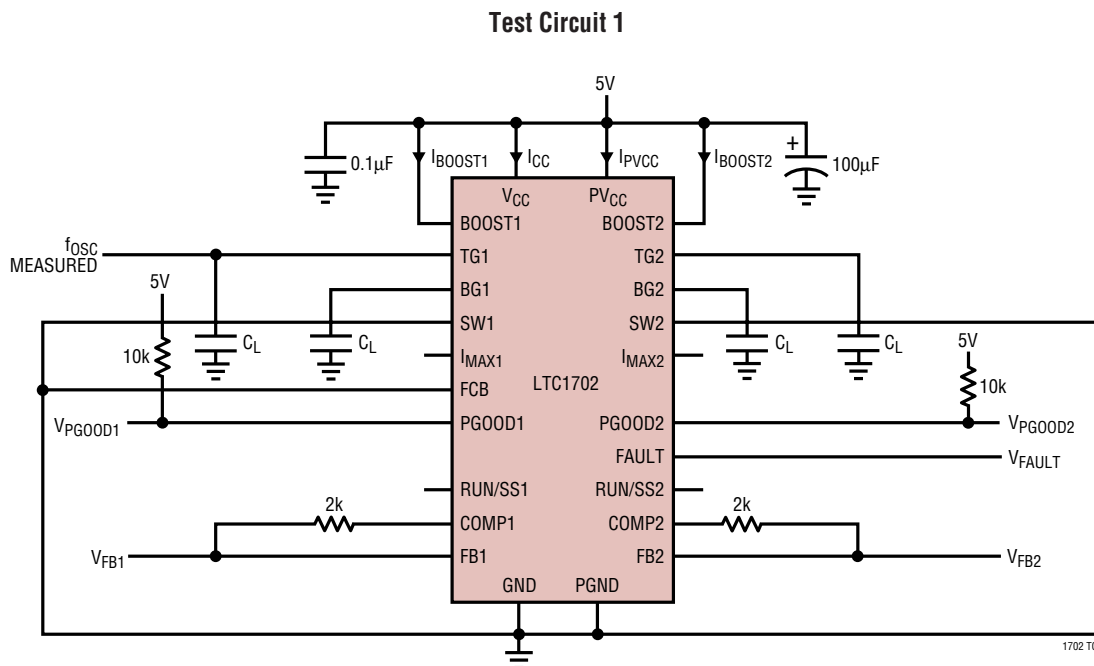 Test Circuit 1
5V
0.1µF
IBOOST1
ICC
IPVCC
IBOOST2
+
100µF
VCC
PVCC
BOOST1
BOOST2
fOSC
MEASURED
TG1
TG2
5V
BG1
BG2
SW1
SW2
10k
CL
CL
CL
CL
5V
IMAX1
IMAX2
10k
LTC1702
FCB
VPGOOD1
PGOOD1
PGOOD2
VPGOOD2
FAULT
VFAULT
RUN/SS1
RUN/SS2
2k
COMP1
COMP2
2k
VFB1
FB1
FB2
VFB2
GND
PGND